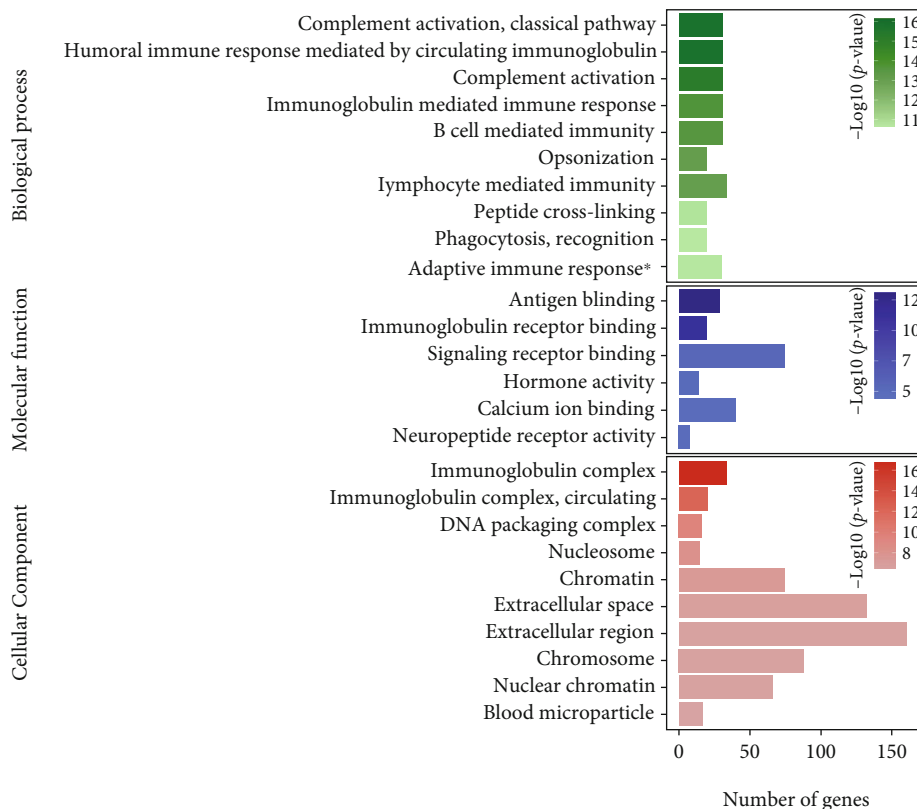 Biological process
Complement activation, classical pathway
Humoral immune response mediated by circulating immunoglobulin
Complement activation
Immunoglobulin mediated immune response
B cell mediated immunity
Opsonization
Iymphocyte mediated immunity
Peptide cross-linking
Phagocytosis, recognition
Adaptive immune response*
−Log10 (p-vlaue)
16
15
14
13
12
11
Molecular function
Antigen blinding
Immunoglobulin receptor binding
Signaling receptor binding
Hormone activity
Calcium ion binding
Neuropeptide receptor activity
−Log10 (p-vlaue)
12
10
7
5
Cellular Component
Immunoglobulin complex
Immunoglobulin complex, circulating
DNA packaging complex
Nucleosome
Chromatin
Extracellular space
Extracellular region
Chromosome
Nuclear chromatin
Blood microparticle
−Log10 (p-vlaue)
16
14
12
10
8
0 50 100 150
Number of genes